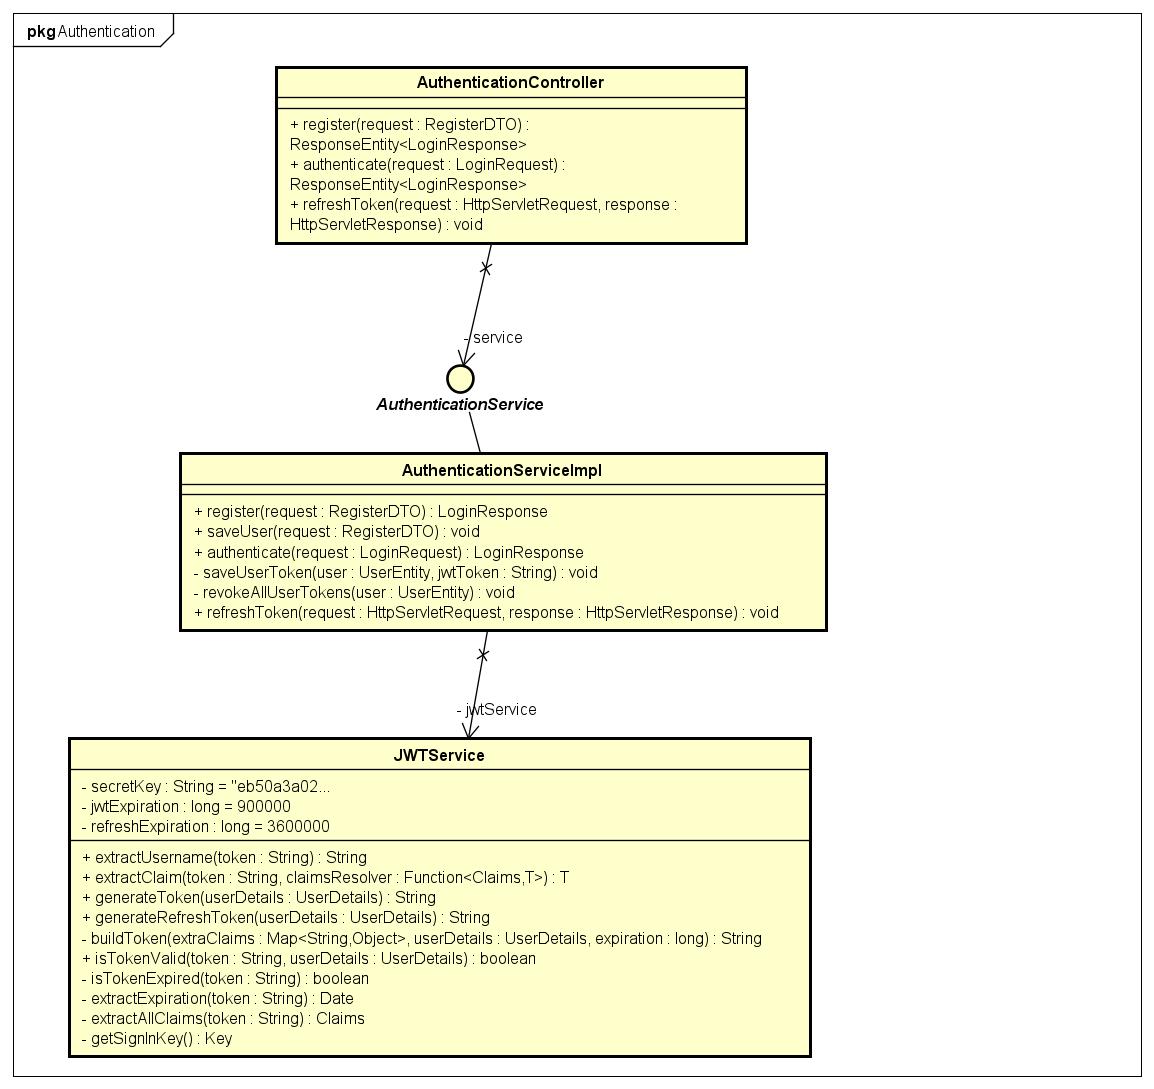 pkg Authentication
AuthenticationController
+ register(request : RegisterDTO) :
ResponseEntity<LoginResponse>
+ authenticate(request : LoginRequest) :
ResponseEntity<LoginResponse>
+ refreshToken(request : HttpServletRequest, response :
HttpServletResponse) : void
- service
AuthenticationService
AuthenticationServiceImpl
+ register(request : RegisterDTO) : LoginResponse
+ saveUser(request : RegisterDTO) : void
+ authenticate(request : LoginRequest) : LoginResponse
- saveUserToken(user : UserEntity, jwtToken : String) : void
- revokeAllUserTokens(user : UserEntity) : void
+ refreshToken(request : HttpServletRequest, response : HttpServletResponse) : void
- jwtService
JWTService
- secretKey : String = "eb50a3a02...
- jwtExpiration : long = 900000
- refreshExpiration : long = 3600000
+ extractUsername(token : String) : String
+ extractClaim(token : String, claimsResolver : Function<Claims,T>) : T
+ generateToken(userDetails : UserDetails) : String
+ generateRefreshToken(userDetails : UserDetails) : String
- buildToken(extraClaims : Map<String,Object>, userDetails : UserDetails, expiration : long) : String
+ isTokenValid(token : String, userDetails : UserDetails) : boolean
- isTokenExpired(token : String) : boolean
- extractExpiration(token : String) : Date
- extractAllClaims(token : String) : Claims
- getSignInKey() : Key